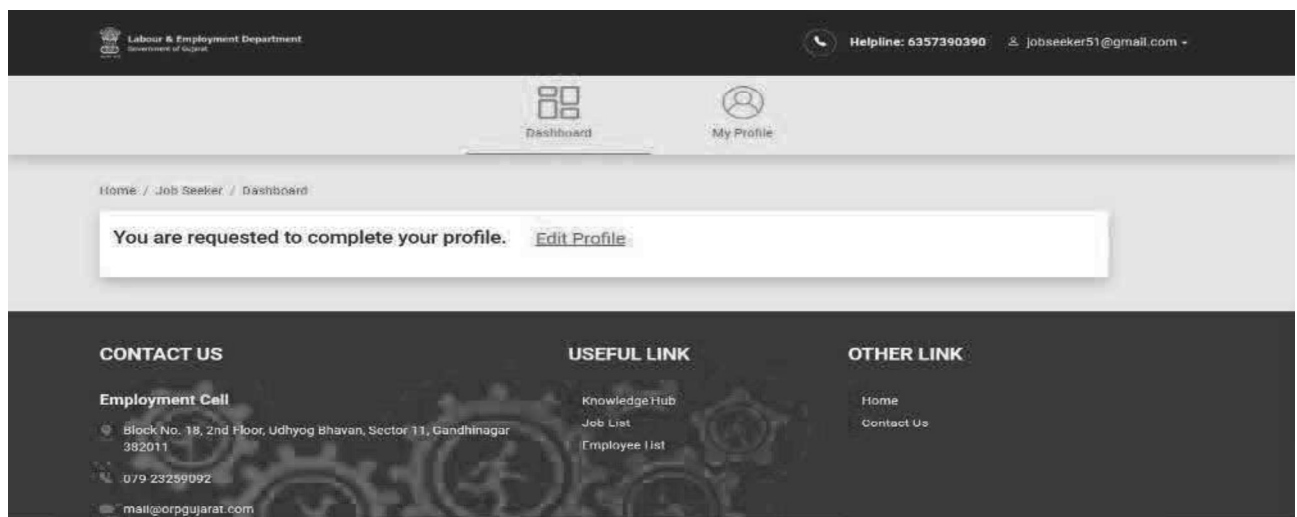 Labour & Employment Department
Government of Gujarat
Helpline: 6357390390
jobseeker51@gmail.com
Dashboard
My Profile
Home / Job Seeker / Dashboard
You are requested to complete your profile. Edit Profile
CONTACT US
Employment Cell
Block No. 18, 2nd Floor, Udhyog Bhavan, Sector 11, Gandhinagar
382011
079 23259092
mail@orpgujarat.com
USEFUL LINK
Knowledge Hub
Job List
Employee List
OTHER LINK
Home
Contact Us